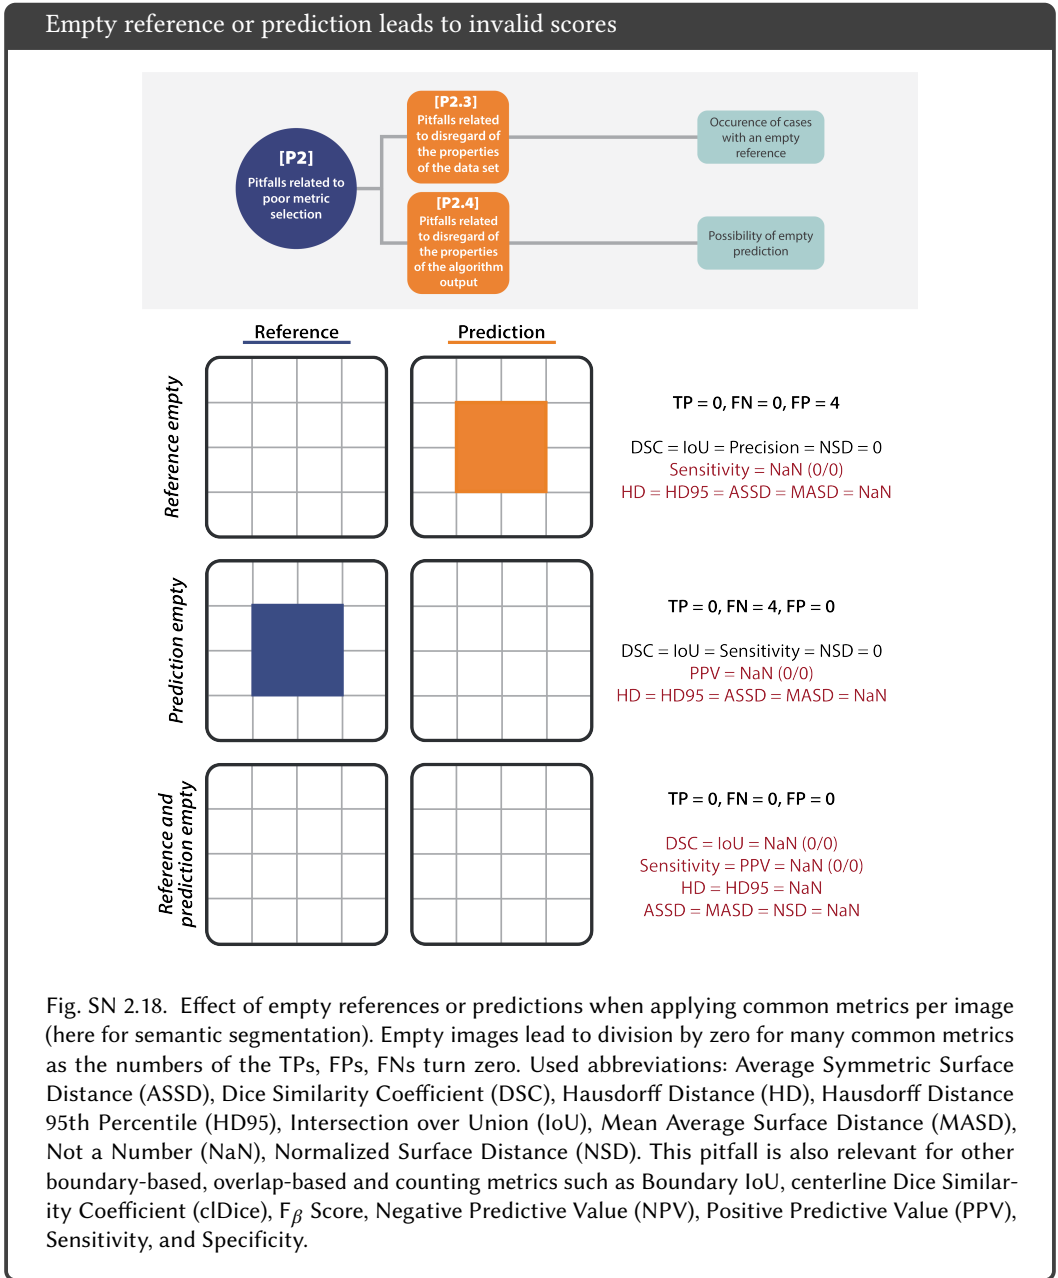 Empty reference or prediction leads to invalid scores
[P2]
Pitfalls related to
poor metric
selection
[P2.3]
Pitfalls related
to disregard of
the properties
of the data set
Occurence of cases
with an empty
reference
[P2.4]
Pitfalls related
to disregard of
the properties
of the algorithm
output
Possibility of empty
prediction
Reference
Prediction
Reference empty
TP = 0, FN = 0, FP = 4
DSC = IoU = Precision = NSD = 0
Sensitivity = NaN (0/0)
HD = HD95 = ASSD = MASD = NaN
Prediction empty
TP = 0, FN = 4, FP = 0
DSC = IoU = Sensitivity = NSD = 0
PPV = NaN (0/0)
HD = HD95 = ASSD = MASD = NaN
Reference and
prediction empty
TP = 0, FN = 0, FP = 0
DSC = IoU = NaN (0/0)
Sensitivity = PPV = NaN (0/0)
HD = HD95 = NaN
ASSD = MASD = NSD = NaN
Fig. SN 2.18. Effect of empty references or predictions when applying common metrics per image
(here for semantic segmentation). Empty images lead to division by zero for many common metrics
as the numbers of the TPs, FPs, FNs turn zero. Used abbreviations: Average Symmetric Surface
Distance (ASSD), Dice Similarity Coefficient (DSC), Hausdorff Distance (HD), Hausdorff Distance
95th Percentile (HD95), Intersection over Union (IoU), Mean Average Surface Distance (MASD),
Not a Number (NaN), Normalized Surface Distance (NSD). This pitfall is also relevant for other
boundary-based, overlap-based and counting metrics such as Boundary IoU, centerline Dice Similar-
ity Coefficient (clDice), Fβ Score, Negative Predictive Value (NPV), Positive Predictive Value (PPV),
Sensitivity, and Specificity.